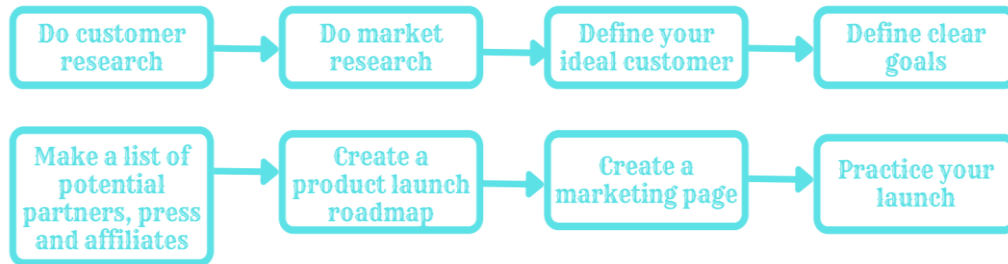 Do customer
research
Do market
research
Define your
ideal customer
Define clear
goals
Make a list of
potential
partners, press
and affiliates
Create a
product launch
roadmap
Create a
marketing page
Practice your
launch